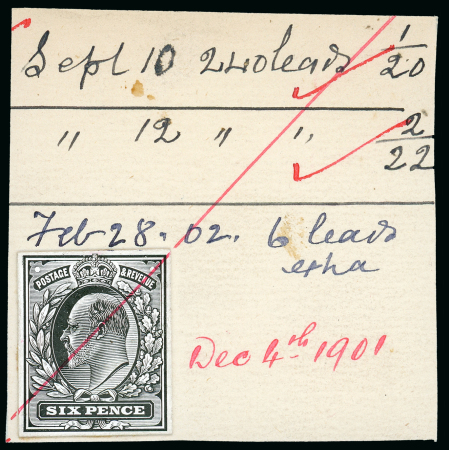 Sept 10 240 leads 1/20
" 12 " " 2/22
Feb 28. 02. 6 leads
extra
POSTAGE & REVENUE
Dec 4th 1901
SIX PENCE